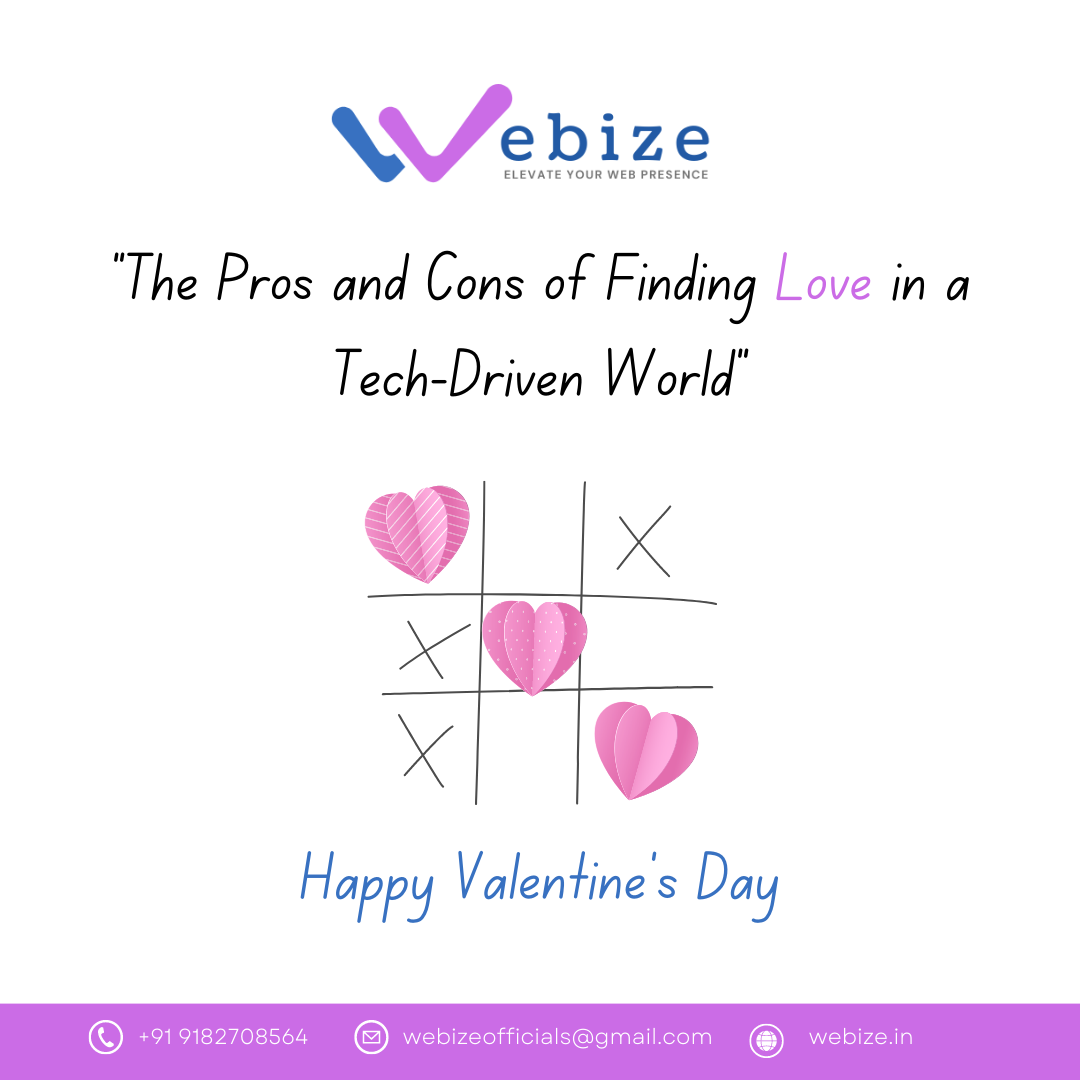 Webize
ELEVATE YOUR WEB PRESENCE
"The Pros and Cons of Finding Love in a
Tech-Driven World"
X
X
X
Happy Valentine's Day
+91 9182708564 webizeofficials@gmail.com webize.in